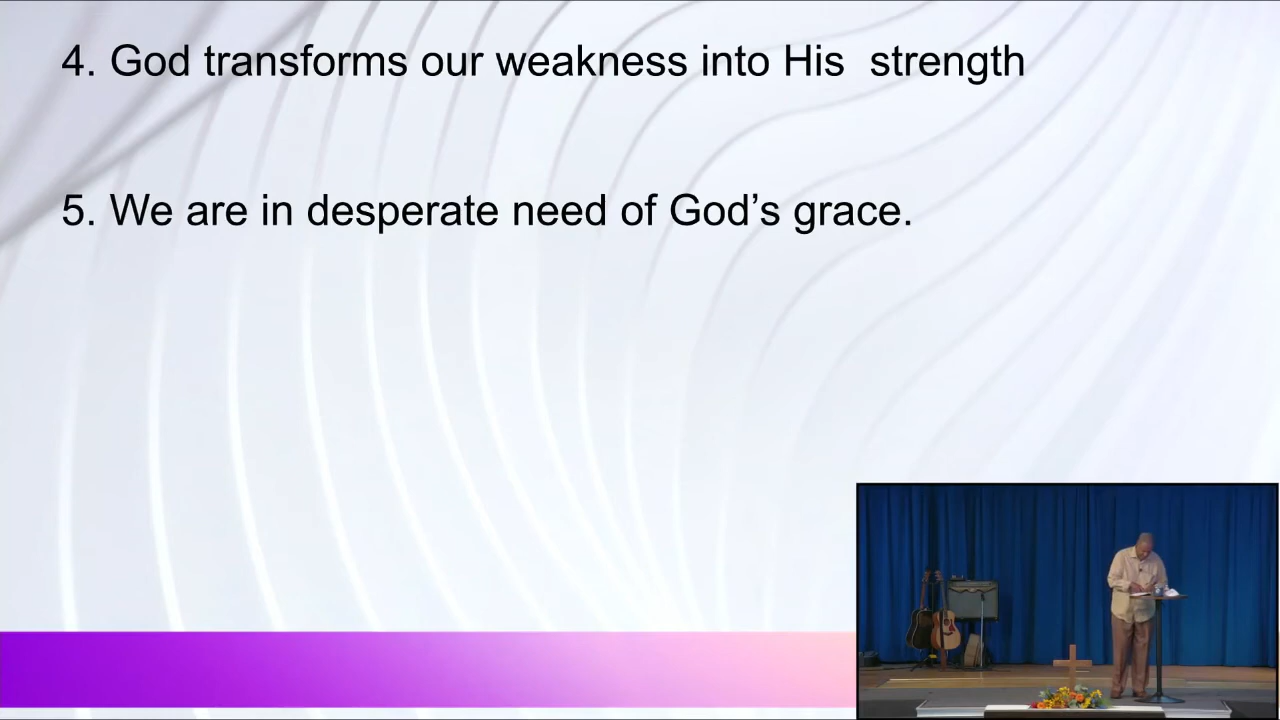 4. God transforms our weakness into His  strength
5. We are in desperate need of God’s grace.